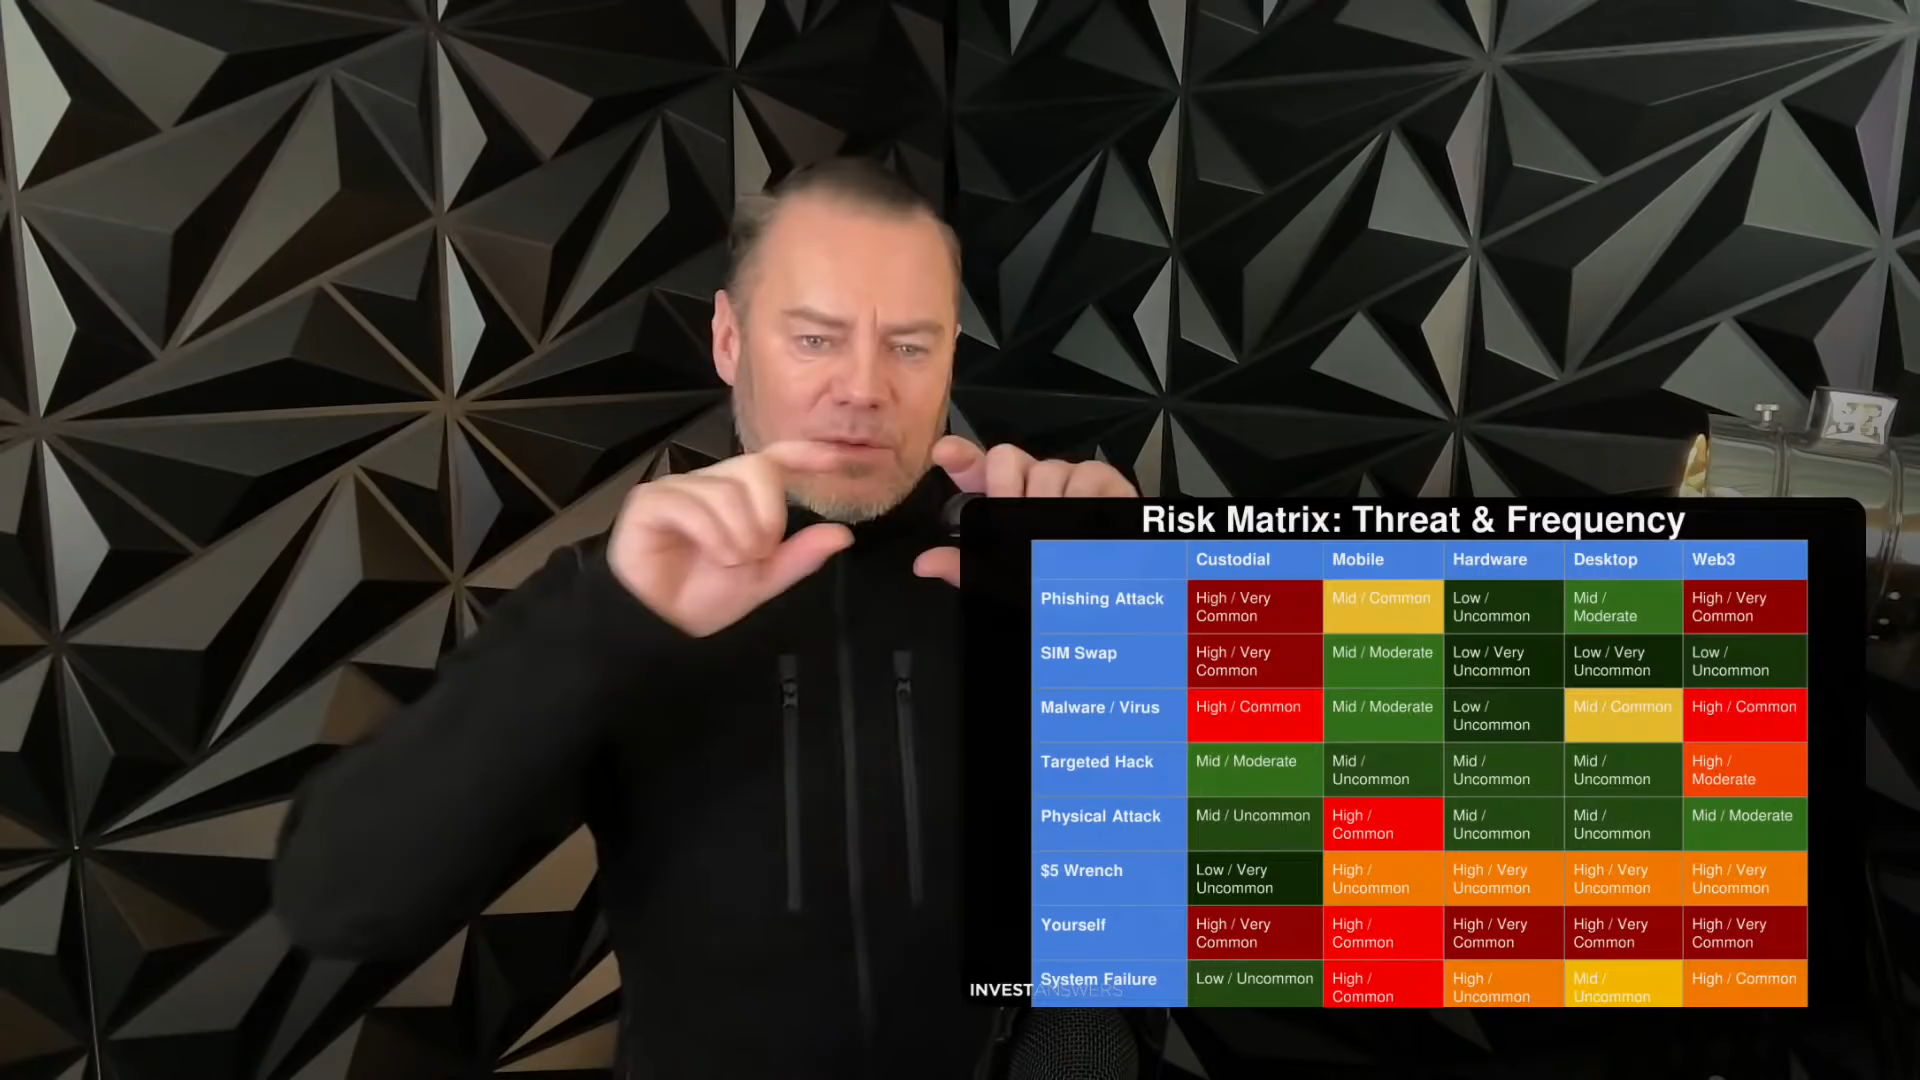 Risk Matrix: Threat & Frequency
Custodial Mobile Hardware Desktop Web3
Phishing Attack High / Very Common Mid / Common Low / Uncommon Mid / Moderate High / Very Common
SIM Swap High / Very Common Mid / Moderate Low / Very Uncommon Low / Very Uncommon Low / Uncommon
Malware / Virus High / Common Mid / Moderate Low / Uncommon Mid / Common High / Common
Targeted Hack Mid / Moderate Mid / Uncommon Mid / Uncommon Mid / Uncommon High / Moderate
Physical Attack Mid / Uncommon High / Common Mid / Uncommon Mid / Uncommon Mid / Moderate
$5 Wrench Low / Very Uncommon High / Uncommon High / Very Uncommon High / Very Uncommon High / Very Uncommon
Yourself High / Very Common High / Common High / Very Common High / Very Common High / Very Common
System Failure Low / Uncommon High / Common High / Uncommon Mid / Uncommon High / Common
INVESTANSWERS